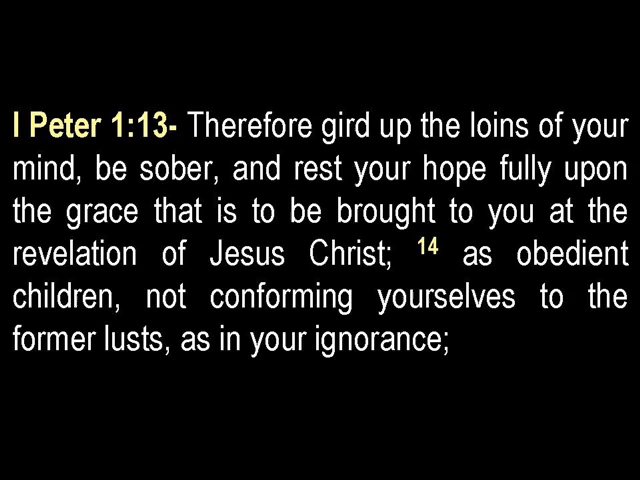 I Peter 1:13- Therefore gird up the loins of your
mind, be sober, and rest your hope fully upon
the grace that is to be brought to you at the
revelation of Jesus Christ; 14 as obedient
children, not conforming yourselves to the
former lusts, as in your ignorance;